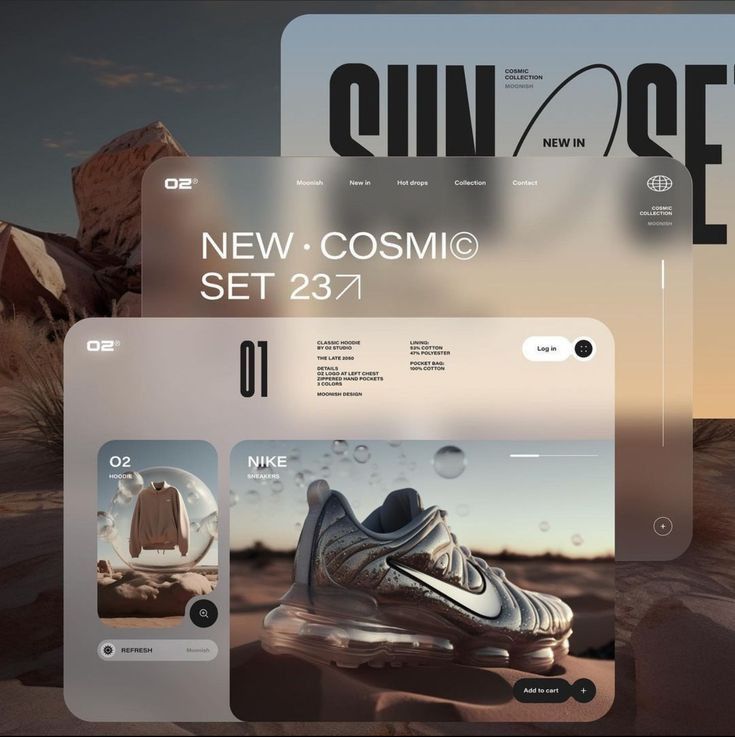 SUN SET
COSMIC
COLLECTION
MOONISH
NEW IN
O2®
Moonish New in Hot drops Collection Contact
COSMIC
COLLECTION
MOONISH
NEW · COSMI©
SET 23↗
+
O2®
01
CLASSIC HOODIE
BY O2 STUDIO
THE LATE 2050
DETAILS
O2 LOGO AT LEFT CHEST
ZIPPERED HAND POCKETS
3 COLORS
MOONISH DESIGN
LINING:
53% COTTON
47% POLYESTER
POCKET BAG:
100% COTTON
Log in
O2
HOODIE
REFRESH Moonish
NIKE
SNEAKERS
Add to cart +